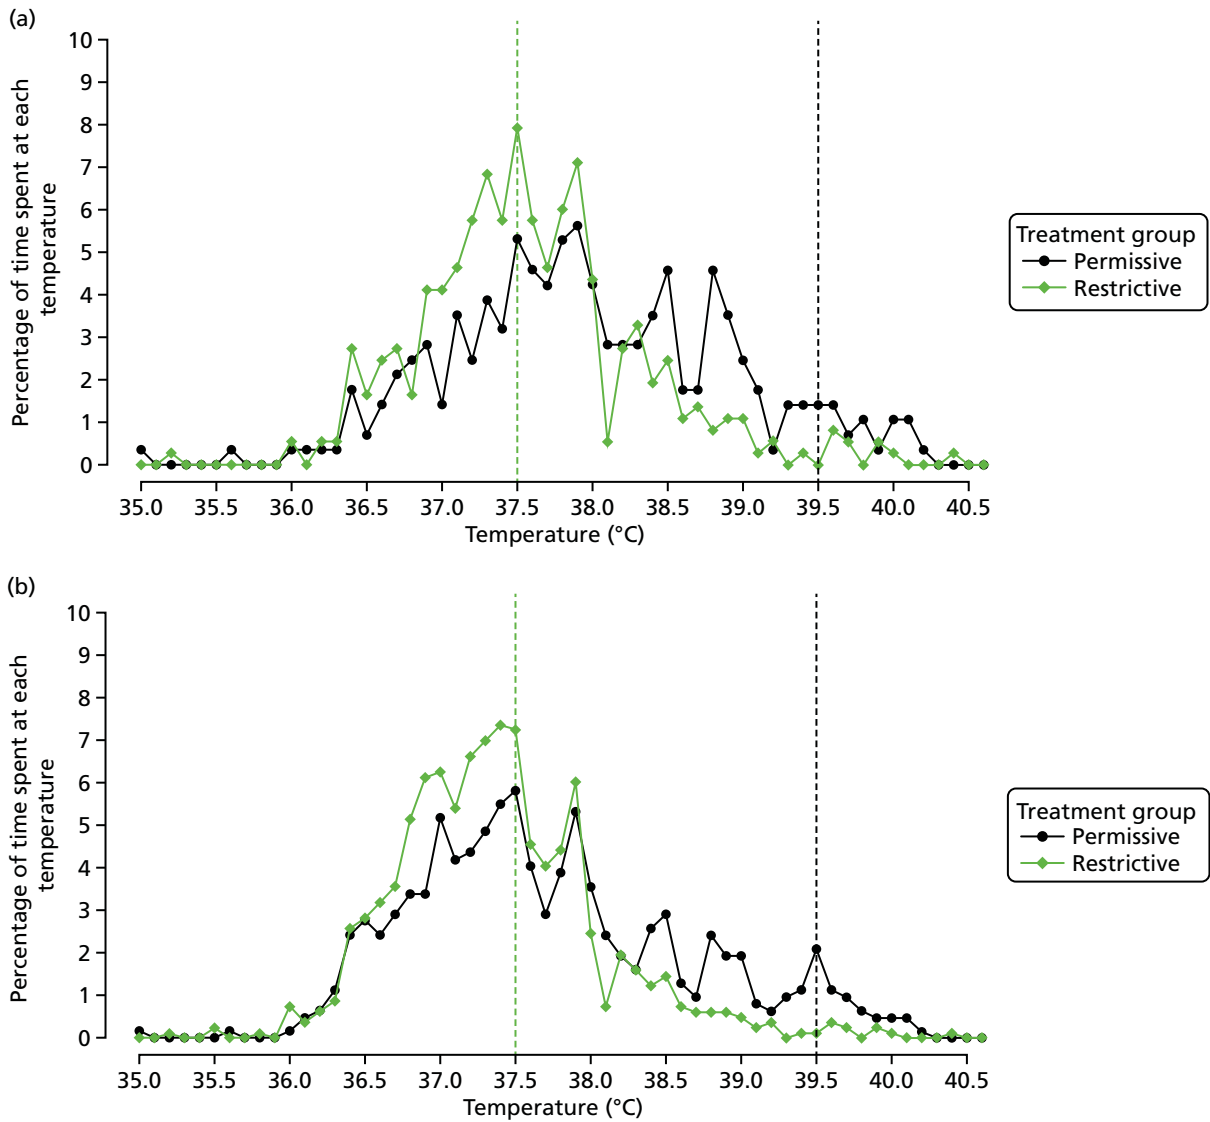 (a)
10
9
8
7
6
5
4
3
2
1
0
Percentage of time spent at each
temperature
35.0 35.5 36.0 36.5 37.0 37.5 38.0 38.5 39.0 39.5 40.0 40.5
Temperature (°C)
Treatment group
Permissive
Restrictive
(b)
10
9
8
7
6
5
4
3
2
1
0
Percentage of time spent at each
temperature
35.0 35.5 36.0 36.5 37.0 37.5 38.0 38.5 39.0 39.5 40.0 40.5
Temperature (°C)
Treatment group
Permissive
Restrictive